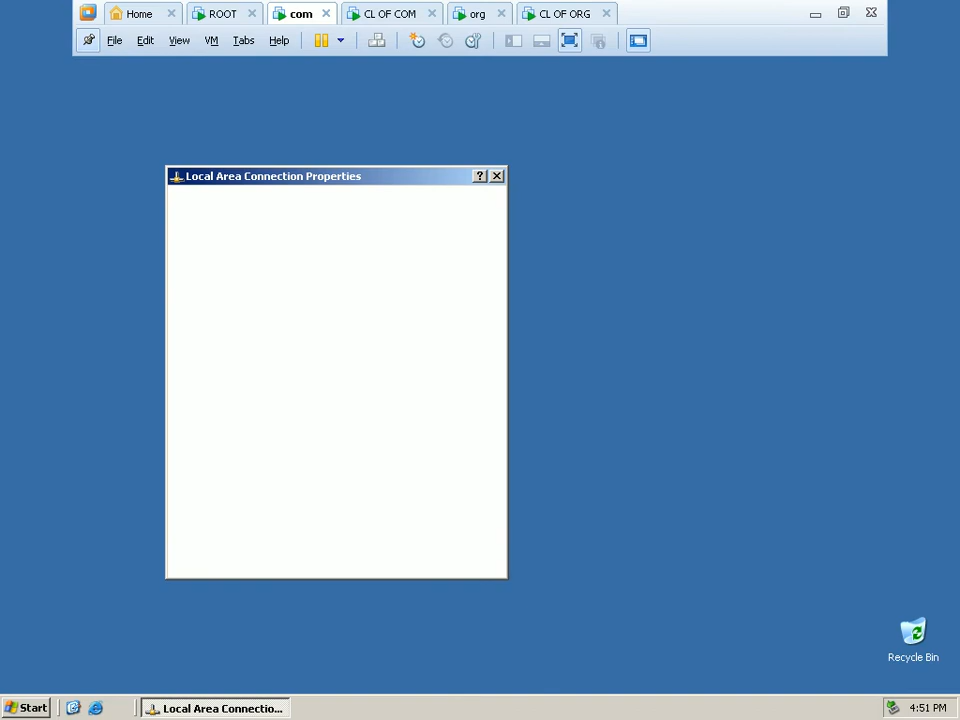 Home ROOT com CL OF COM org CL OF ORG
File Edit View VM Tabs Help
Local Area Connection Properties
Recycle Bin
Start Local Area Connectio... 4:51 PM